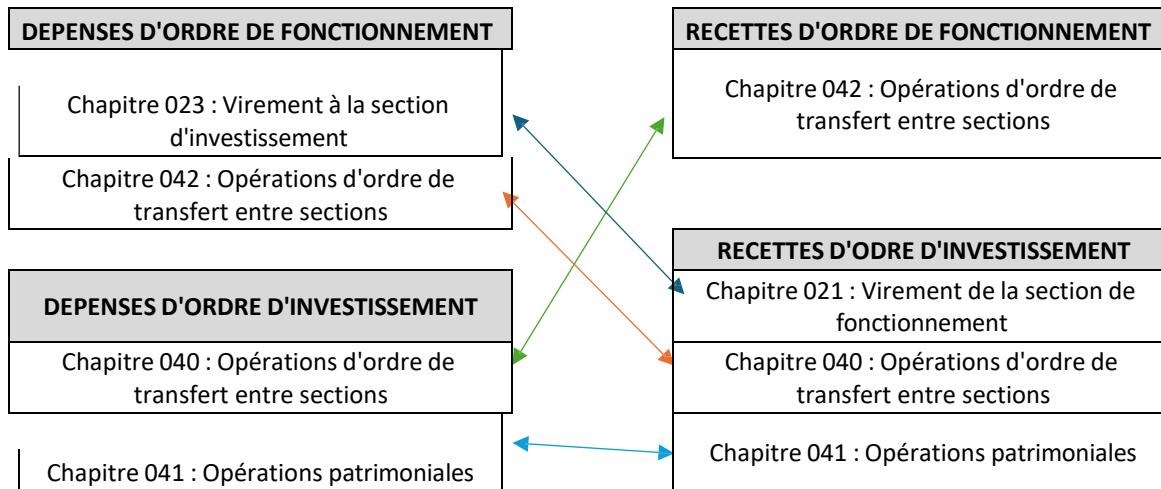 DEPENSES D'ORDRE DE FONCTIONNEMENT
Chapitre 023 : Virement à la section
d'investissement
Chapitre 042 : Opérations d'ordre de
transfert entre sections
DEPENSES D'ORDRE D'INVESTISSEMENT
Chapitre 040 : Opérations d'ordre de
transfert entre sections
Chapitre 041 : Opérations patrimoniales
RECETTES D'ORDRE DE FONCTIONNEMENT
Chapitre 042 : Opérations d'ordre de
transfert entre sections
RECETTES D'ODRE D'INVESTISSEMENT
Chapitre 021 : Virement de la section de
fonctionnement
Chapitre 040 : Opérations d'ordre de
transfert entre sections
Chapitre 041 : Opérations patrimoniales